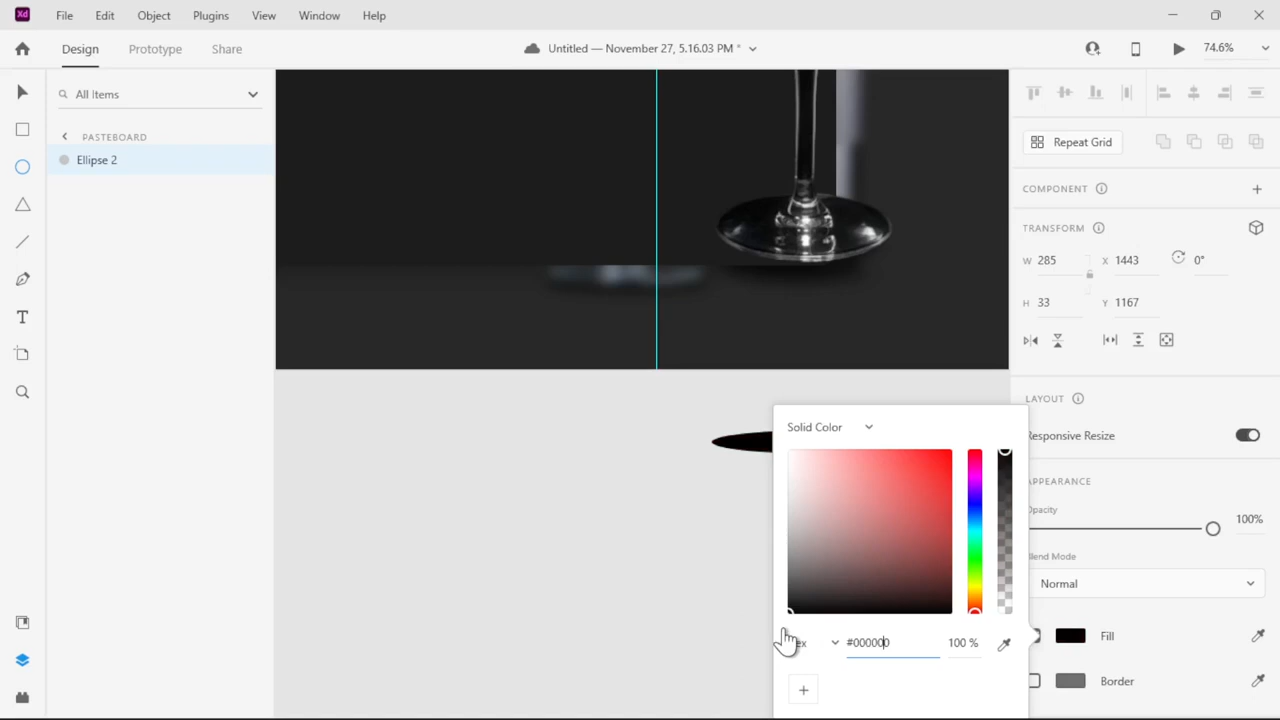 Xd File Edit Object Plugins View Window Help
Design Prototype Share Untitled — November 27, 5.16.03 PM * 74.6%
All Items
PASTEBOARD
Ellipse 2
Repeat Grid
COMPONENT
TRANSFORM
W 285 X 1443 0°
H 33 Y 1167
LAYOUT
Responsive Resize
APPEARANCE
Opacity
100%
Blend Mode
Normal
Fill
Border
Solid Color
ex #000000 100 %
T